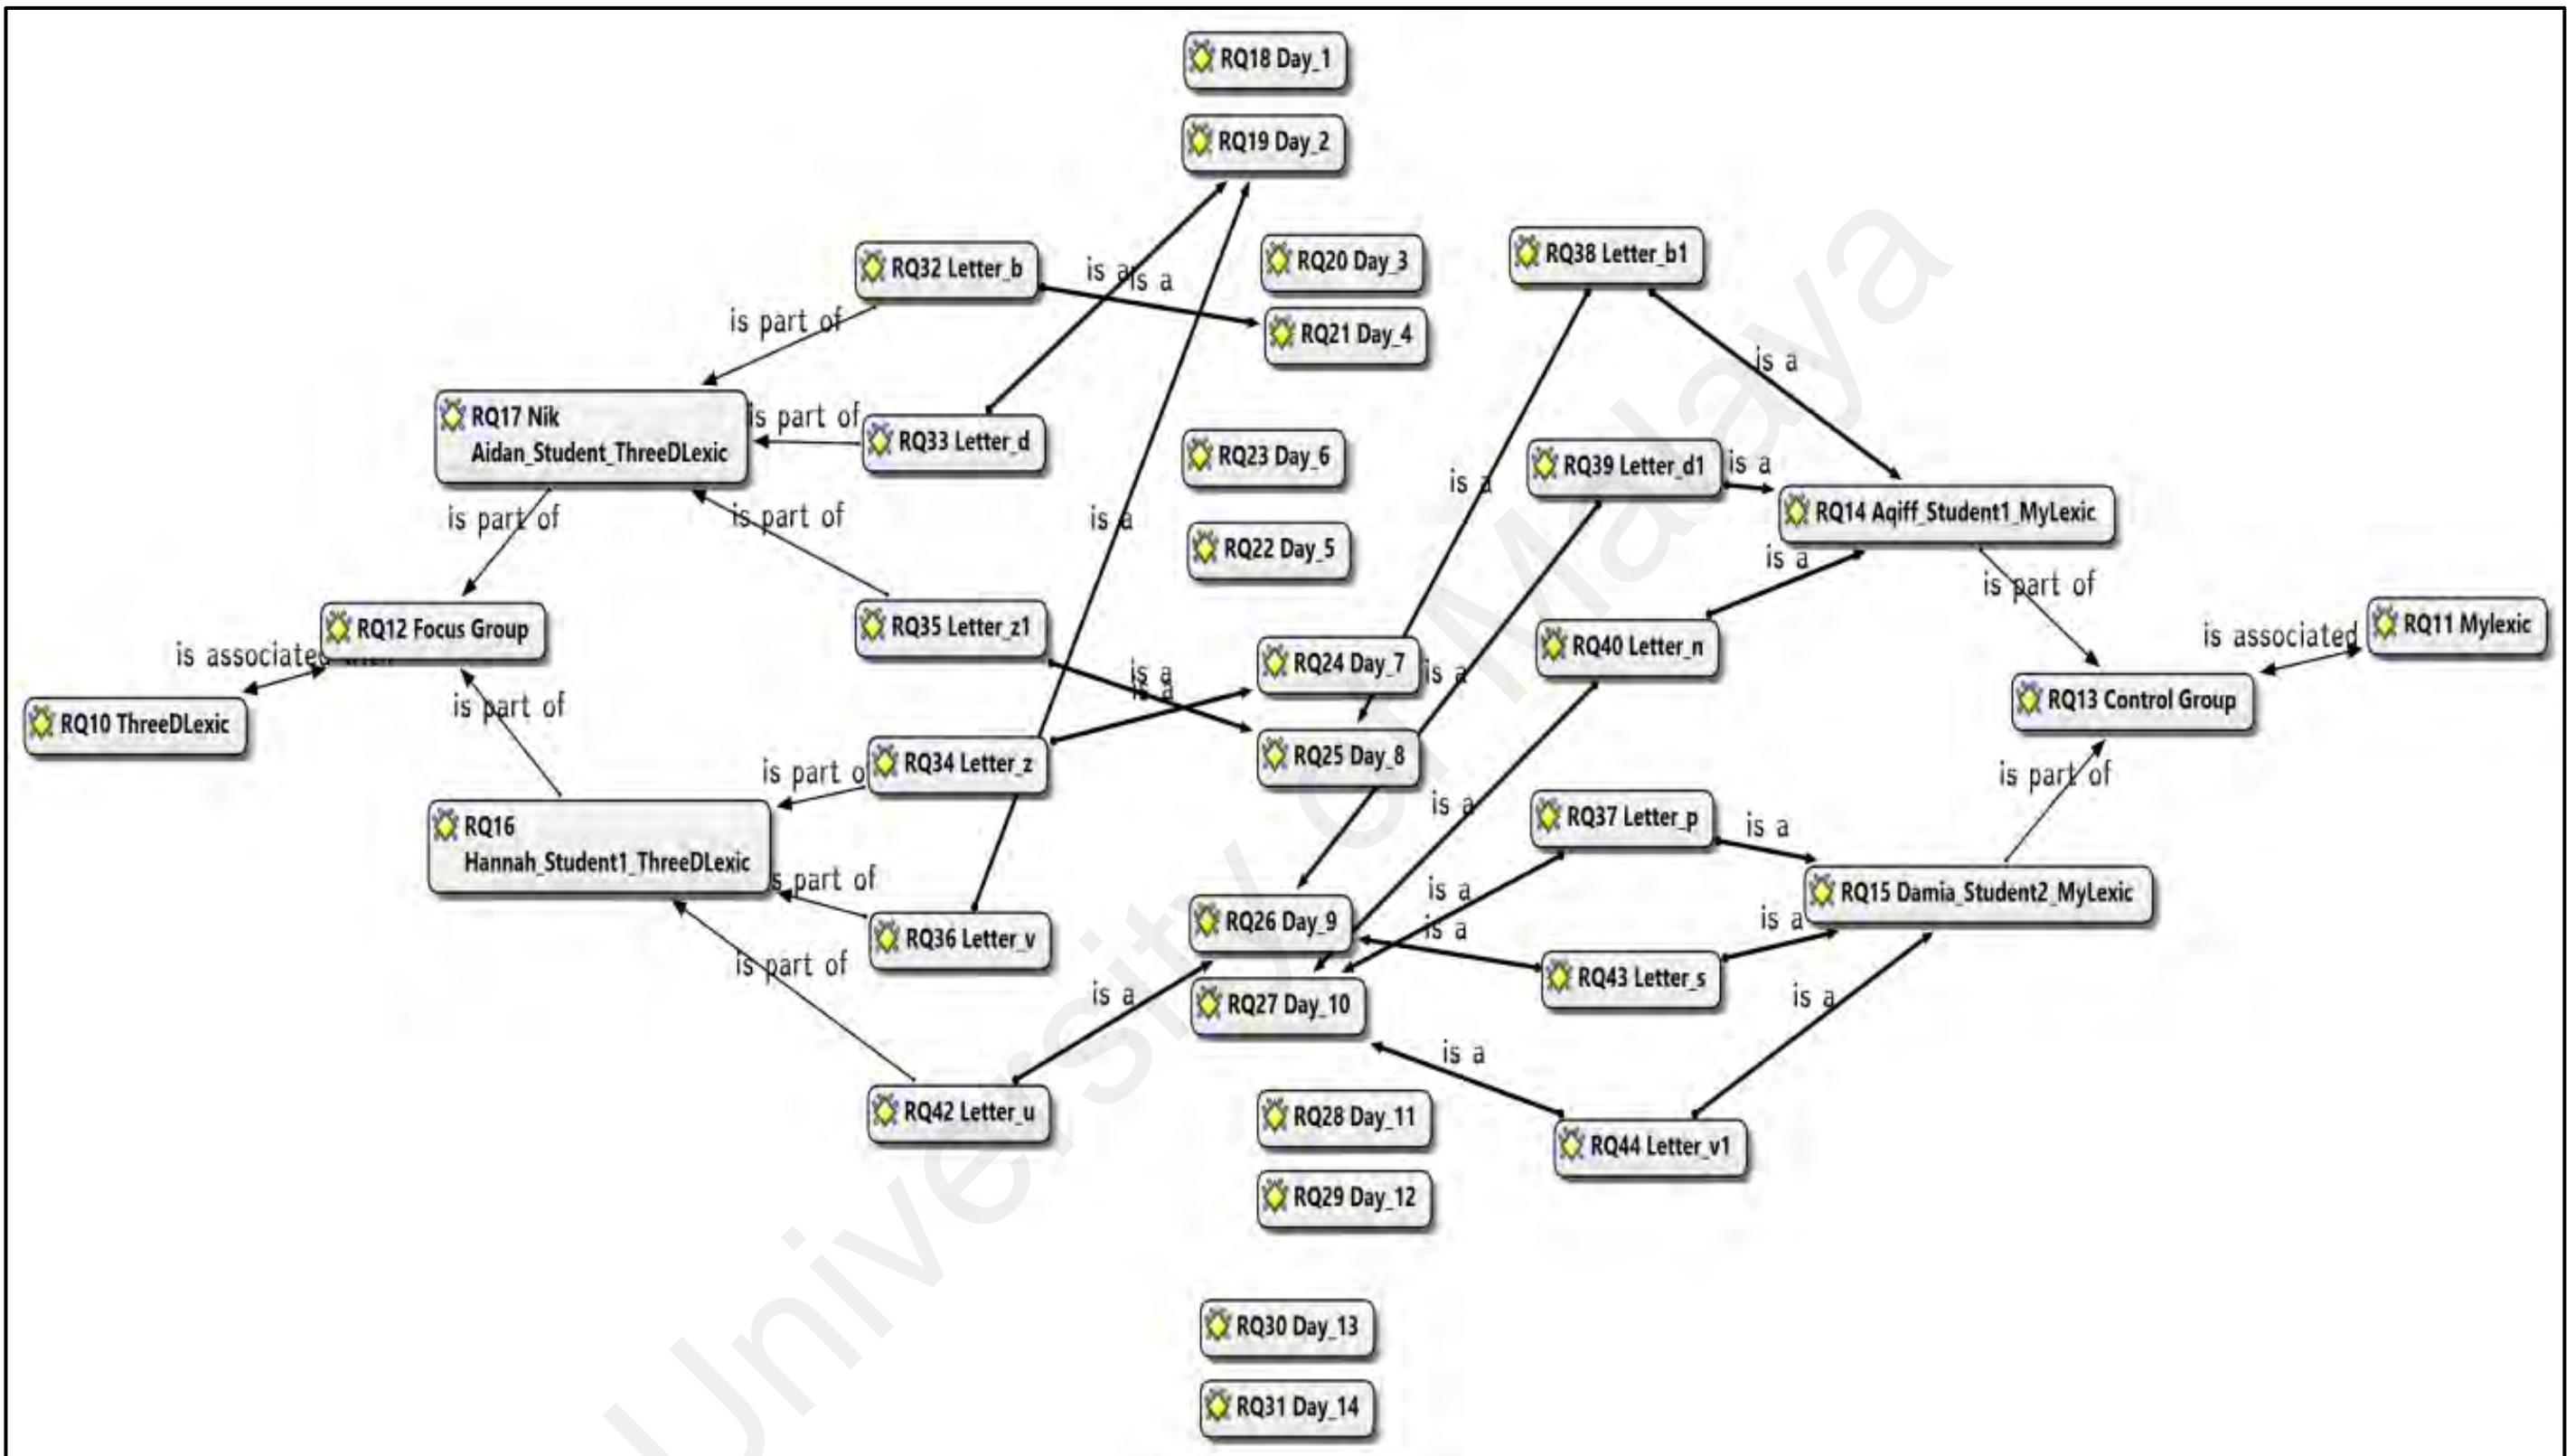 RQ18 Day_1
RQ19 Day_2
RQ32 Letter_b
is a
is a
RQ20 Day_3
RQ38 Letter_b1
is part of
RQ21 Day_4
is a
RQ17 Nik
Aidan_Student_ThreeDLexic
is part of
RQ33 Letter_d
RQ23 Day_6
is a
RQ39 Letter_d1
is a
RQ14 Aqiff_Student1_MyLexic
is part of
is part of
is a
RQ22 Day_5
is a
is part of
RQ12 Focus Group
RQ35 Letter_z1
RQ40 Letter_n
RQ11 Mylexic
is associated with
is associated
RQ24 Day_7
is a
is a
is a
RQ10 ThreeDLexic
is part of
RQ13 Control Group
RQ34 Letter_z
RQ25 Day_8
is part o
is a
is part of
RQ16
Hannah_Student1_ThreeDLexic
RQ37 Letter_p
is a
s part of
is a
RQ15 Damia_Student2_MyLexic
RQ36 Letter_v
RQ26 Day_9
is a
is a
is part of
is a
RQ27 Day_10
RQ43 Letter_s
is a
is a
RQ42 Letter_u
RQ28 Day_11
RQ44 Letter_v1
RQ29 Day_12
RQ30 Day_13
RQ31 Day_14
University of Malaya